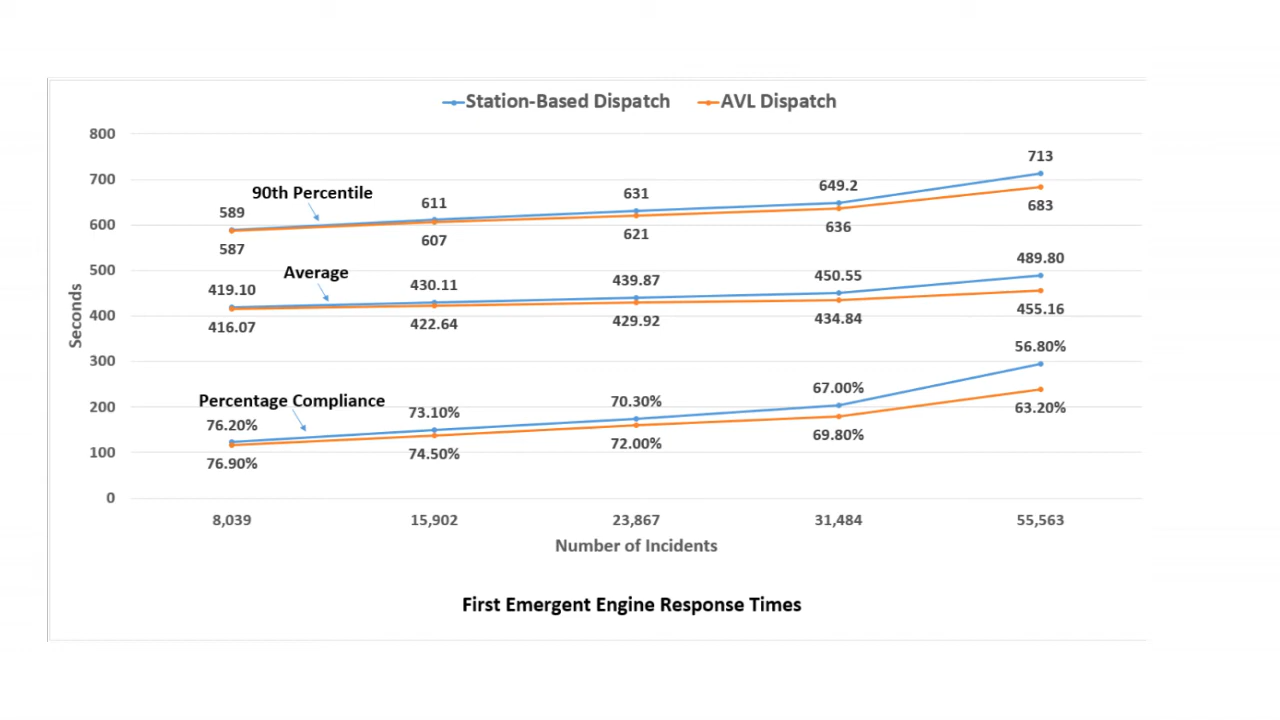 Station-Based Dispatch AVL Dispatch
800
700
600
500
400
300
200
100
0
Seconds
90th Percentile
589 611 631 649.2 713
587 607 621 636 683
Average
419.10 430.11 439.87 450.55 489.80
416.07 422.64 429.92 434.84 455.16
Percentage Compliance
76.20% 73.10% 70.30% 67.00% 56.80%
76.90% 74.50% 72.00% 69.80% 63.20%
8,039 15,902 23,867 31,484 55,563
Number of Incidents
First Emergent Engine Response Times